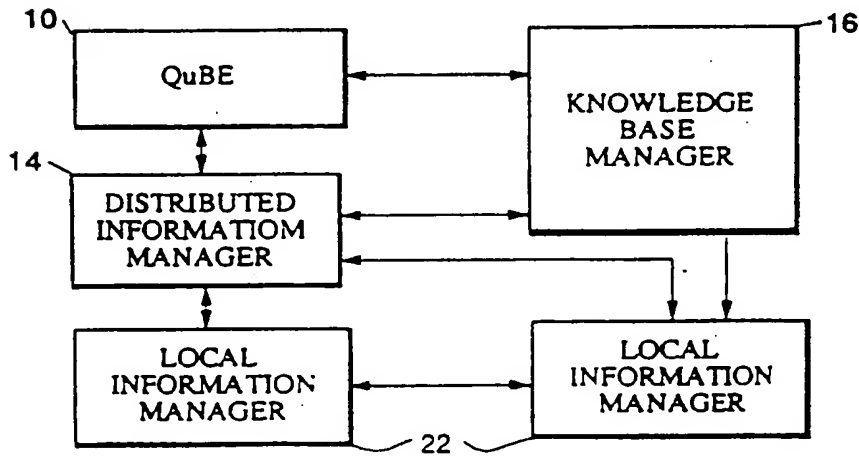 10
QuBE
16
KNOWLEDGE
BASE
MANAGER
14
DISTRIBUTED
INFORMATIOM
MANAGER
LOCAL
INFORMATION
MANAGER
LOCAL
INFORMATION
MANAGER
22